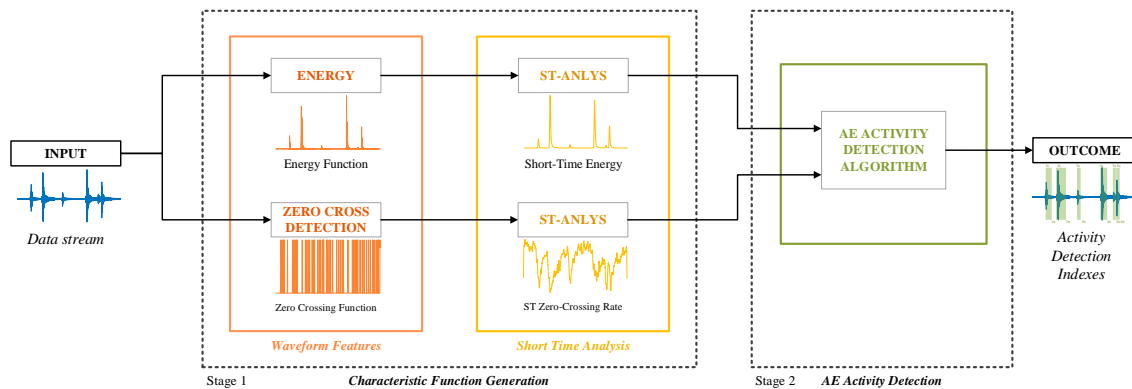 INPUT
Data stream
ENERGY
Energy Function
ZERO CROSS
DETECTION
Zero Crossing Function
Waveform Features
ST-ANLYS
Short-Time Energy
ST-ANLYS
ST Zero-Crossing Rate
Short Time Analysis
Stage 1
Characteristic Function Generation
AE ACTIVITY
DETECTION
ALGORITHM
Stage 2
AE Activity Detection
OUTCOME
Activity
Detection
Indexes